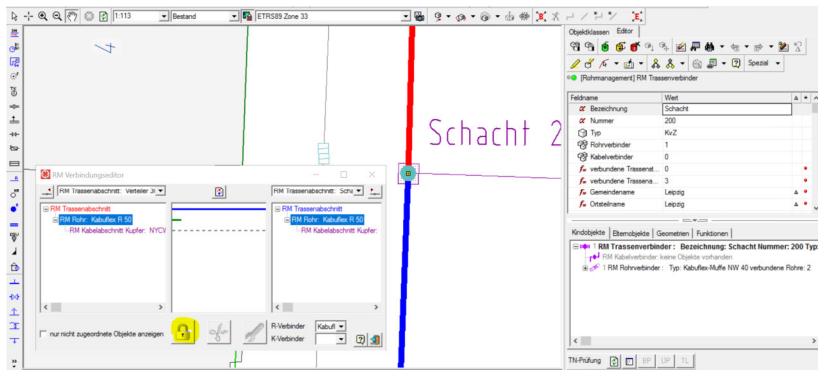 1:113
Bestand
ETRS89 Zone 33
Objektklassen Editor
Spezial
[Rohrmanagement] RM Trassenverbinder
Feldname Wert
Bezeichnung Schacht
Nummer 200
Typ KvZ
Rohrverbinder 1
Kabelverbinder 0
verbundene Trassenat... 0
verbundene Trassena... 3
Gemeindename Leipzig
Ortsteilname Leipzig
Schacht 2
RM Verbindungseditor
RM Trassenabschnitt: Verteiler JI
RM Trassenabschnitt: Scha
RM Trassenabschnitt
RM Rohr: Kabuflex R 50
RM Kabelabschnitt Kupfer: NYCV
RM Trassenabschnitt
RM Rohr: Kabuflex R 50
RM Kabelabschnitt Kupfer:
nur nicht zugeordnete Objekte anzeigen
R-Verbinder Kabufl
K-Verbinder
Kindobjekte Elternobjekte Geometrien Funktionen
1 RM Trassenverbinder : Bezeichnung: Schacht Nummer: 200 Typ:
RM Kabelverbinder: keine Objekte vorhanden
1 RM Rohrverbinder : Typ: Kabuflex-Muffe NW 40 verbundene Rohre: 2
TN-Prüfung BP UP TL